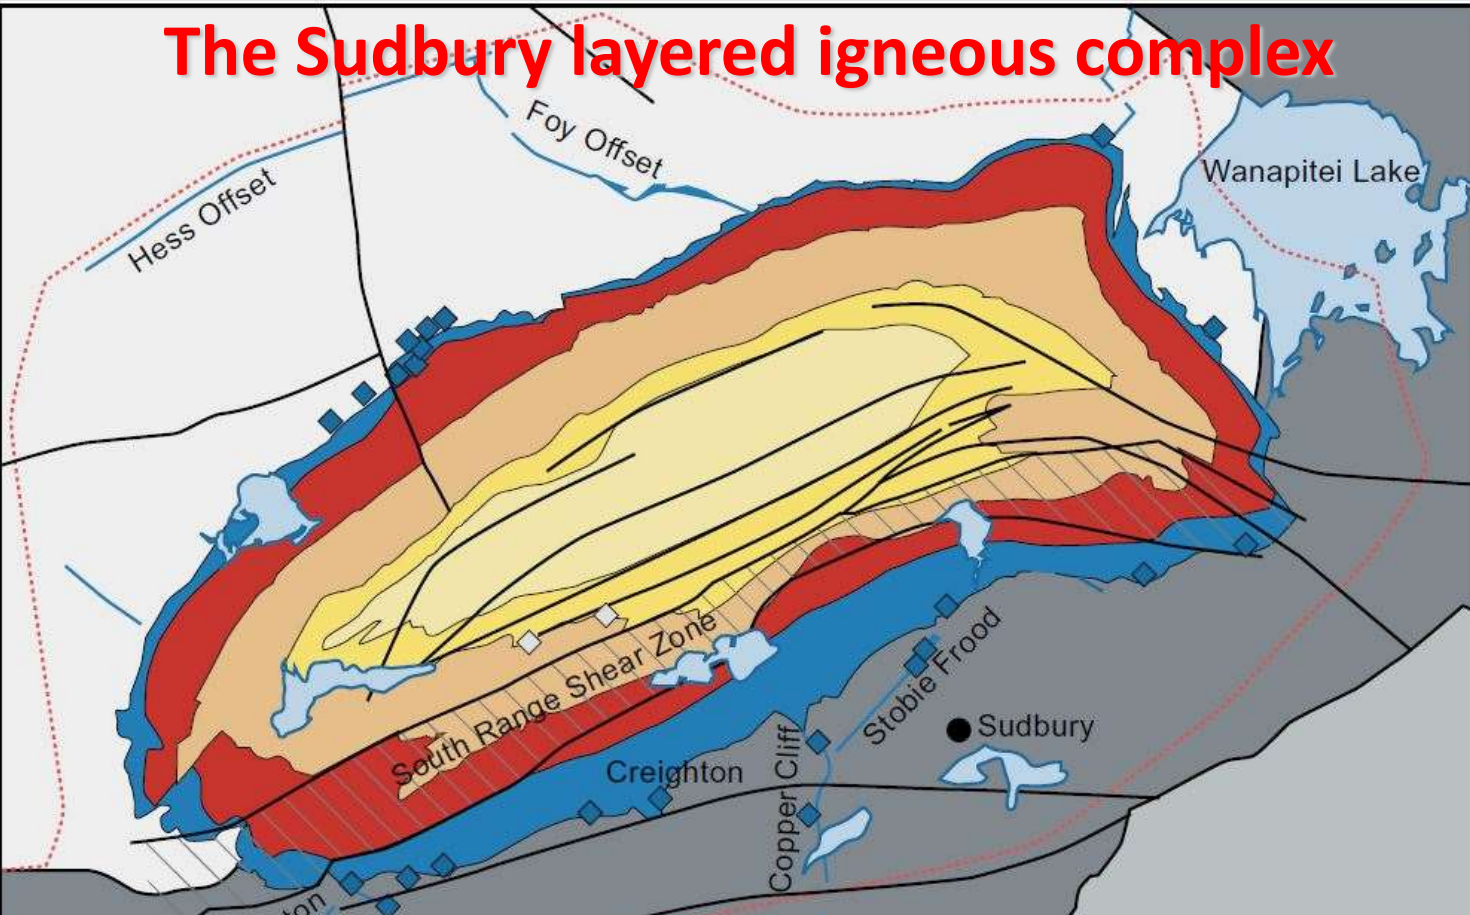 The Sudbury layered igneous complex
Foy Offset
Wanapitei Lake
Hess Offset
South Range Shear Zone
Stobie Frood
Sudbury
Creighton
Copper Cliff
ton